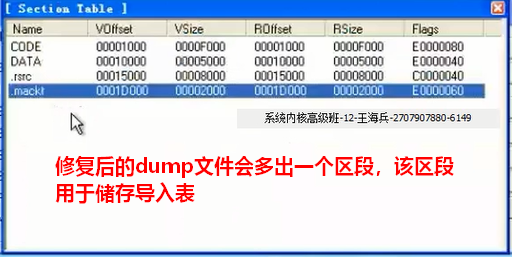 [ Section Table ]
Name VOffset VSize ROffset RSize Flags
CODE 00001000 0000F000 00001000 0000F000 E0000080
DATA 00010000 00005000 00010000 00005000 E0000040
.rsrc 00015000 00008000 00015000 00008000 C0000040
.mackt 0001D000 00002000 0001D000 00002000 E0000060
系统内核高级班-12-王海兵-2707907880-6149
修复后的dump文件会多出一个区段，该区段
用于储存导入表